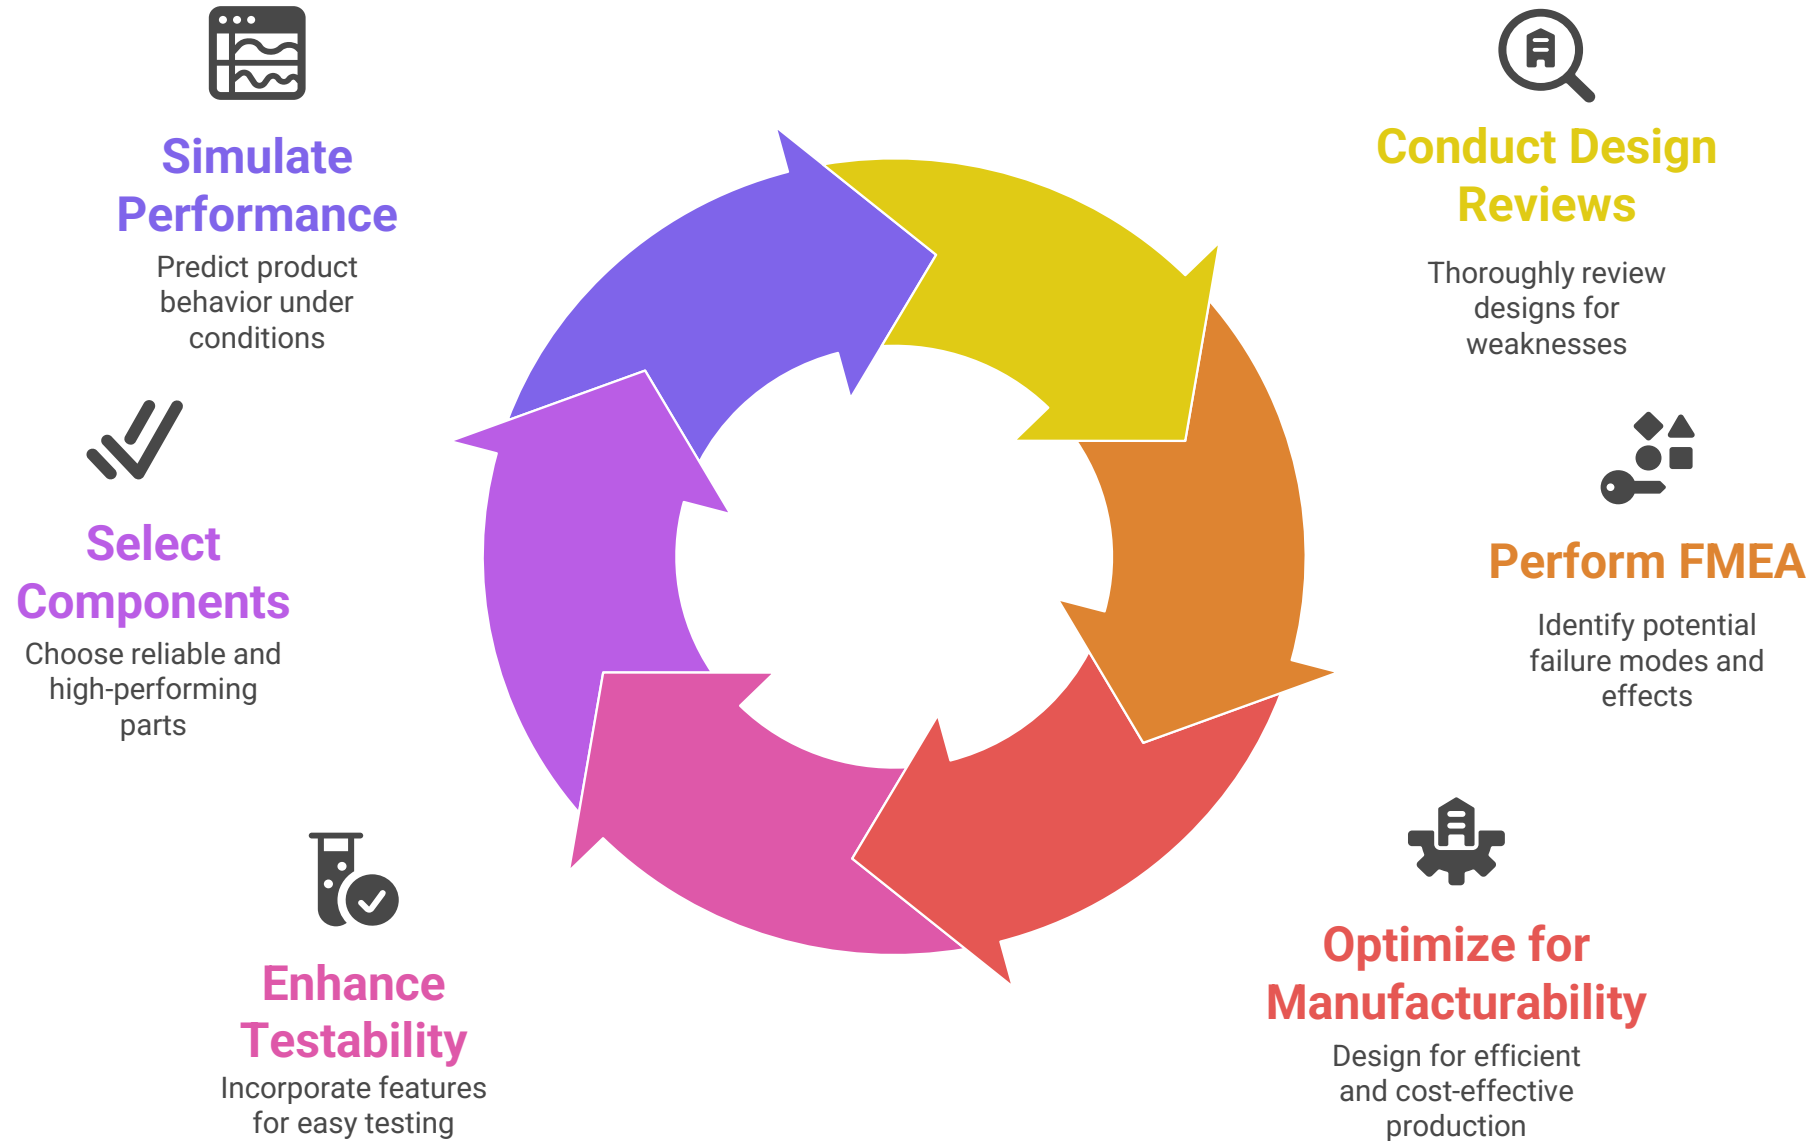 Simulate
Performance
Predict product
behavior under
conditions
Conduct Design
Reviews
Thoroughly review
designs for
weaknesses
Select
Components
Choose reliable and
high-performing
parts
Perform FMEA
Identify potential
failure modes and
effects
Enhance
Testability
Incorporate features
for easy testing
Optimize for
Manufacturability
Design for efficient
and cost-effective
production